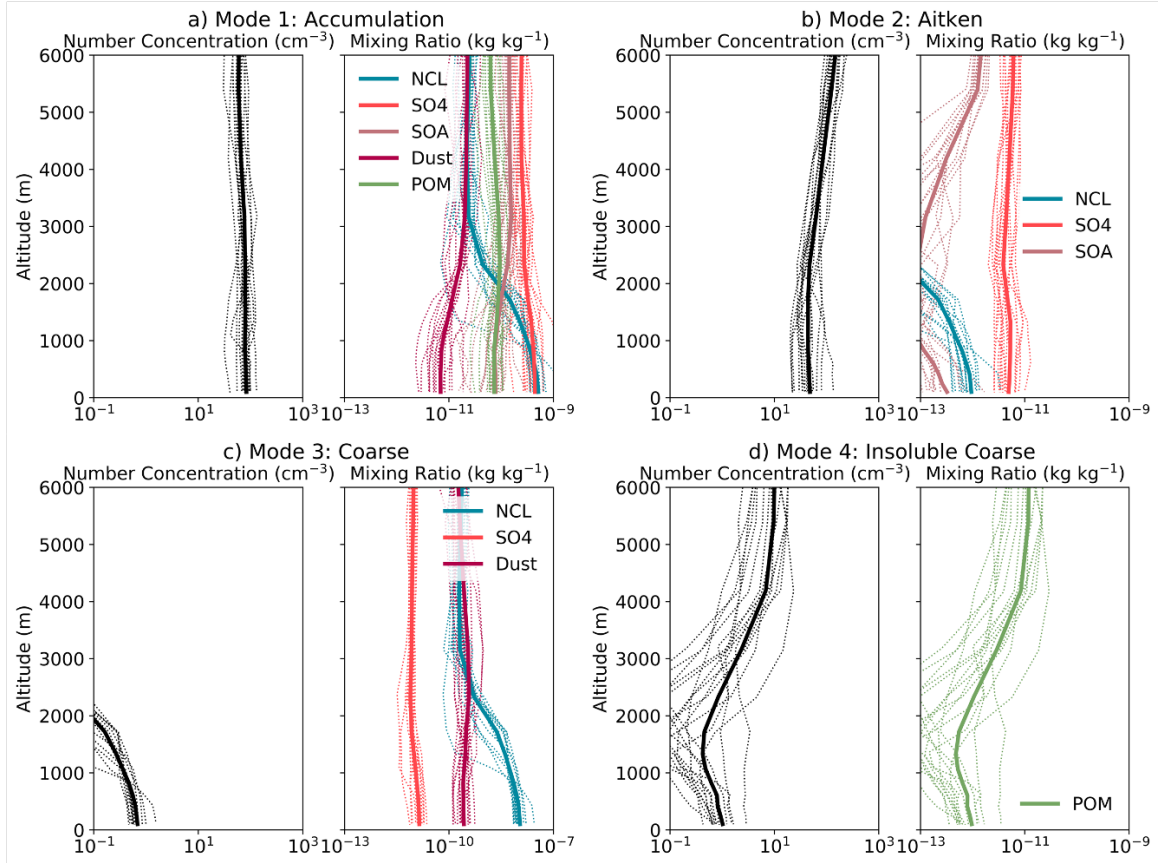 a) Mode 1: Accumulation
Number Concentration (cm⁻³) Mixing Ratio (kg kg⁻¹)
6000
5000
4000
3000
2000
1000
0
Altitude (m)
NCL
SO4
SOA
Dust
POM
10⁻¹ 10¹ 10³
10⁻¹³ 10⁻¹¹ 10⁻⁹
b) Mode 2: Aitken
Number Concentration (cm⁻³) Mixing Ratio (kg kg⁻¹)
6000
5000
4000
3000
2000
1000
0
Altitude (m)
NCL
SO4
SOA
10⁻¹ 10¹ 10³
10⁻¹³ 10⁻¹¹ 10⁻⁹
c) Mode 3: Coarse
Number Concentration (cm⁻³) Mixing Ratio (kg kg⁻¹)
6000
5000
4000
3000
2000
1000
0
Altitude (m)
NCL
SO4
Dust
10⁻¹ 10¹ 10³
10⁻¹³ 10⁻¹⁰ 10⁻⁷
d) Mode 4: Insoluble Coarse
Number Concentration (cm⁻³) Mixing Ratio (kg kg⁻¹)
6000
5000
4000
3000
2000
1000
0
Altitude (m)
POM
10⁻¹ 10¹ 10³
10⁻¹³ 10⁻¹¹ 10⁻⁹